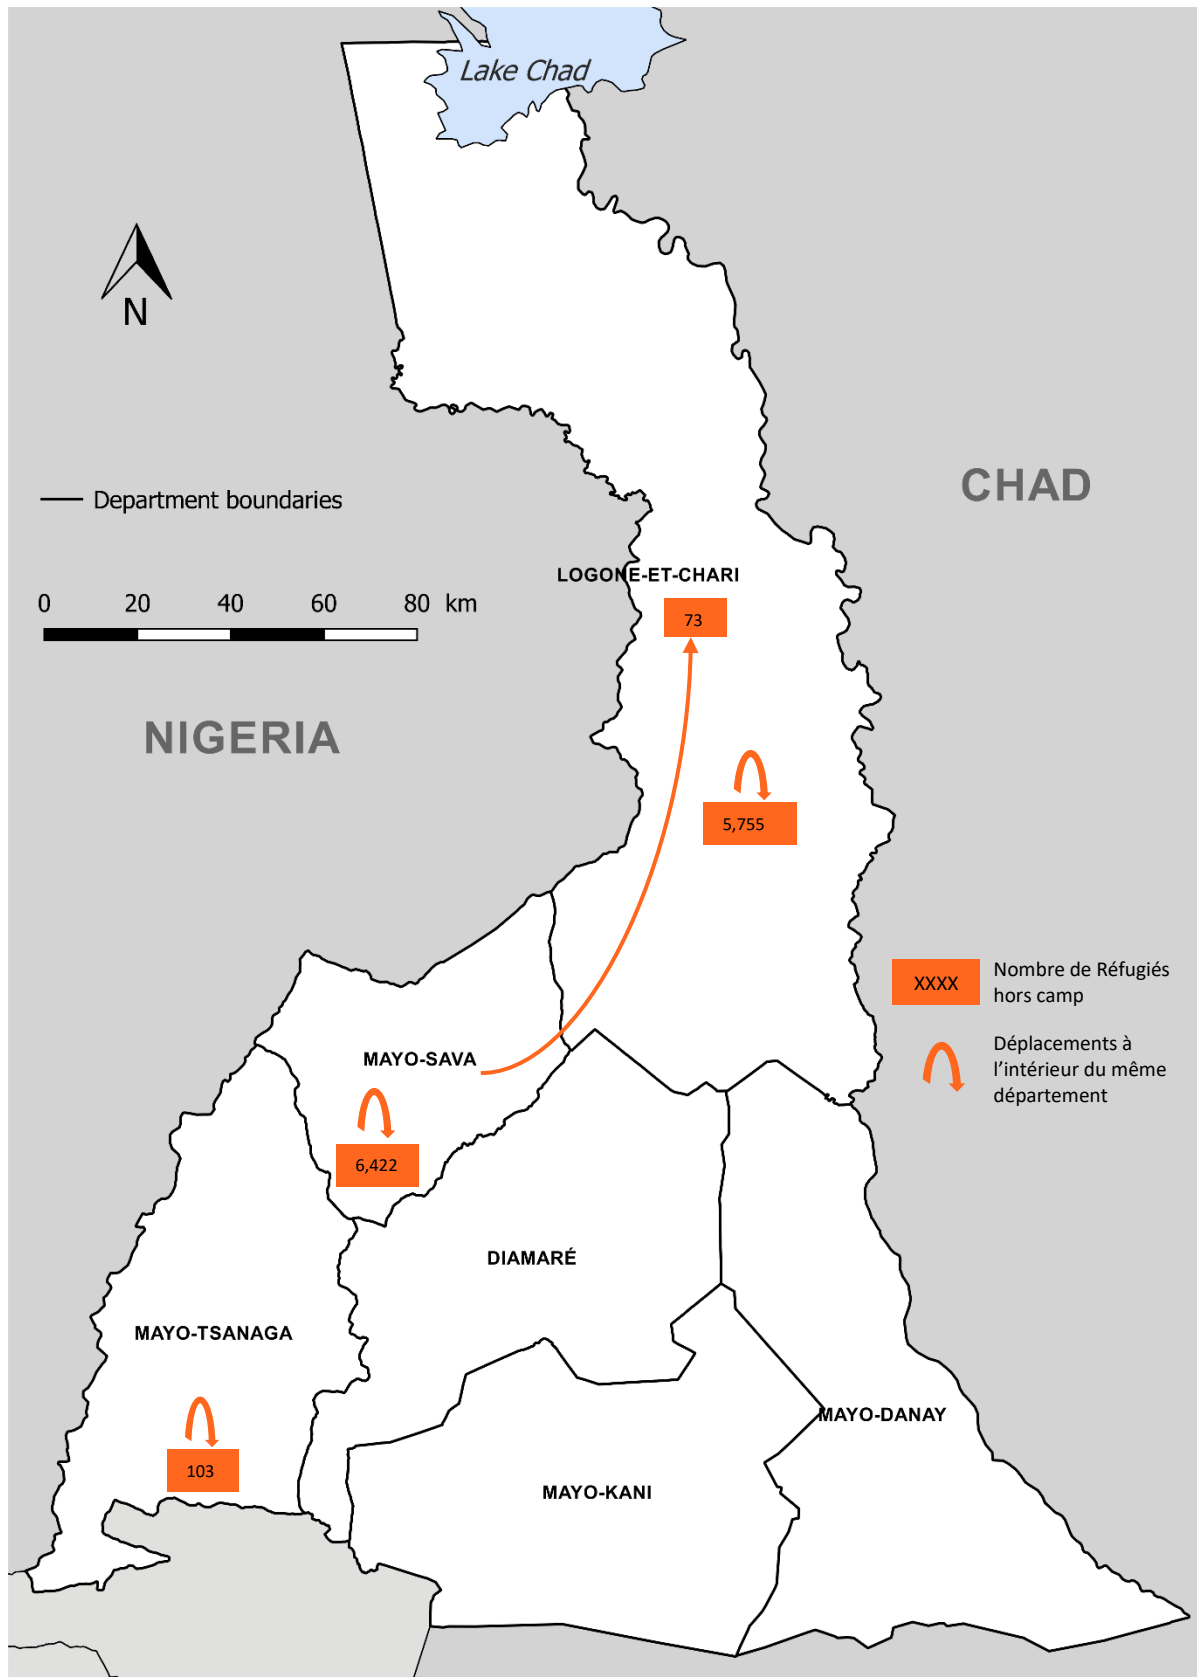 Lake Chad
N
CHAD
Department boundaries
LOGONE-ET-CHARI
0 20 40 60 80 km
73
NIGERIA
5,755
XXXX
Nombre de Réfugiés
hors camp
Déplacements à
l'intérieur du même
département
MAYO-SAVA
6,422
DIAMARÉ
MAYO-TSANAGA
MAYO-DANAY
103
MAYO-KANI